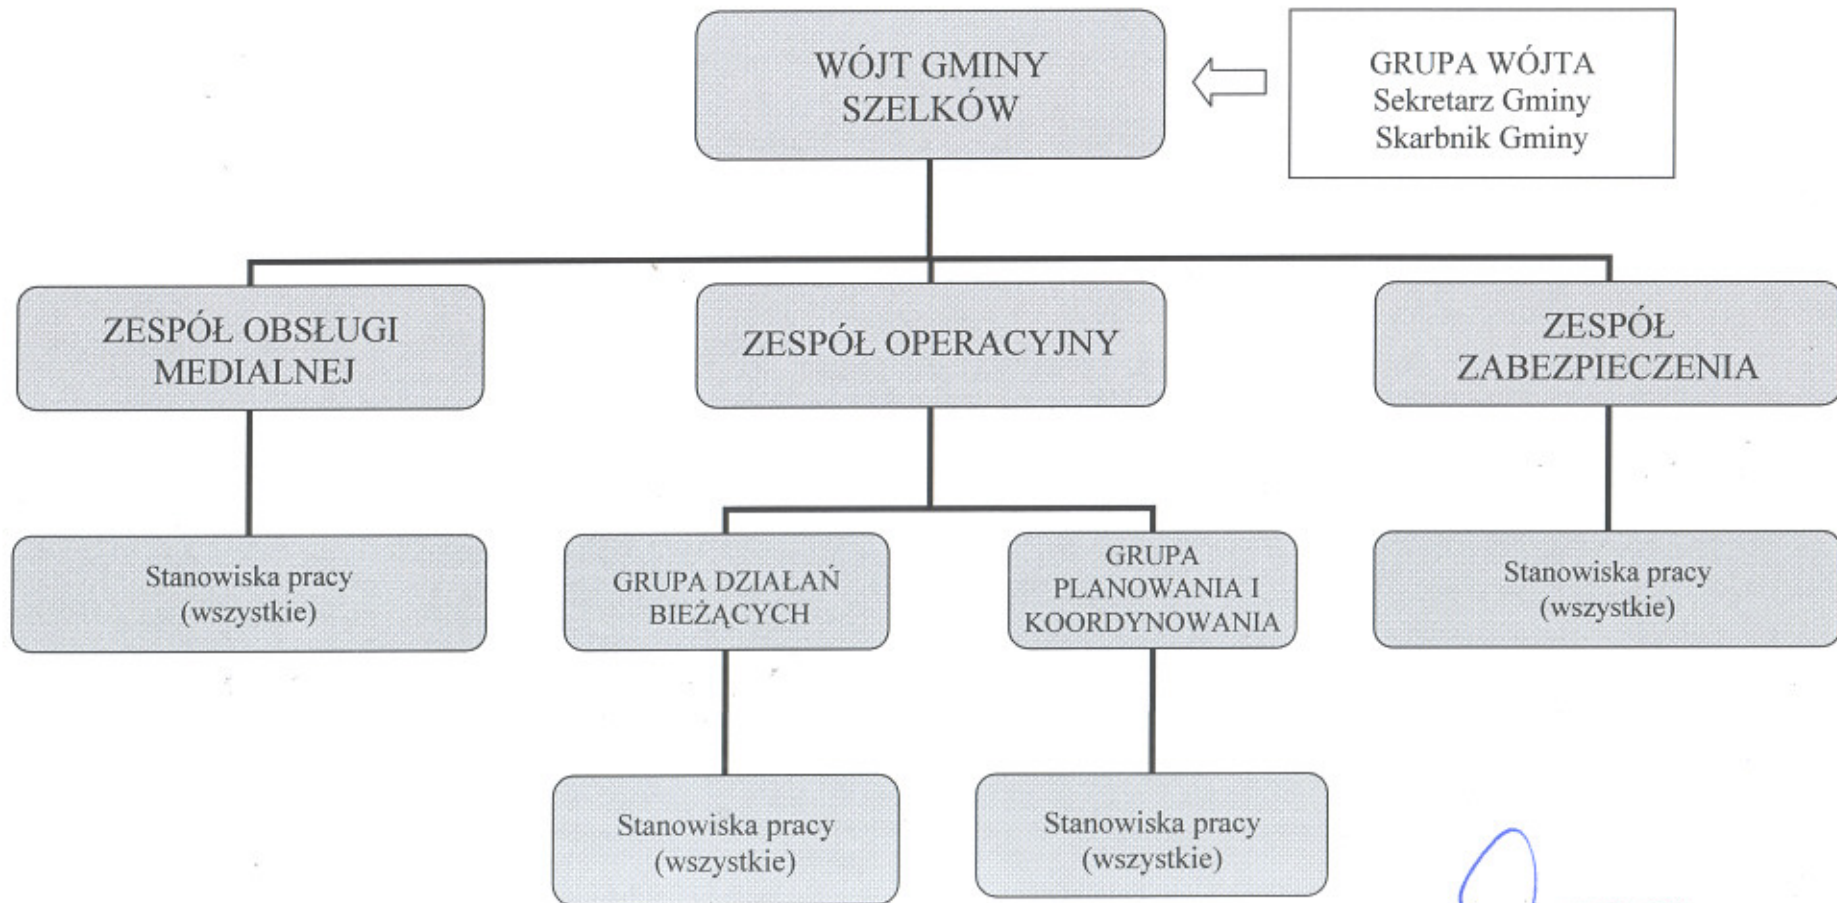 WÓJT GMINY
SZELKÓW
GRUPA WÓJTA
Sekretarz Gminy
Skarbnik Gminy
ZESPÓŁ OBSŁUGI
MEDIALNEJ
ZESPÓŁ OPERACYJNY
ZESPÓŁ
ZABEZPIECZENIA
Stanowiska pracy
(wszystkie)
GRUPA DZIAŁAŃ
BIEŻĄCYCH
GRUPA
PLANOWANIA I
KOORDYNOWANIA
Stanowiska pracy
(wszystkie)
Stanowiska pracy
(wszystkie)
Stanowiska pracy
(wszystkie)